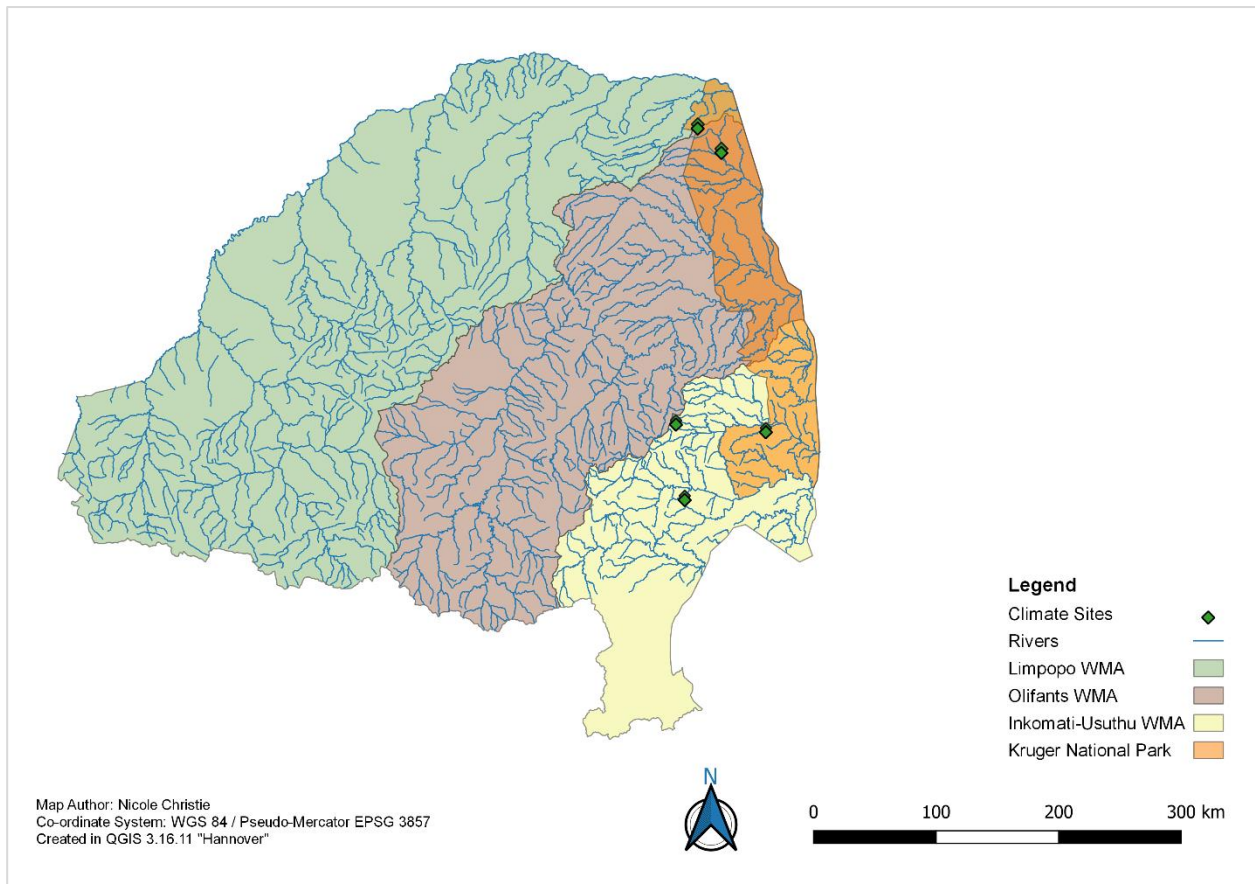 Legend
Climate Sites
Rivers
Limpopo WMA
Olifants WMA
Inkomati-Usuthu WMA
Kruger National Park
Map Author: Nicole Christie
Co-ordinate System: WGS 84 / Pseudo-Mercator EPSG 3857
Created in QGIS 3.16.11 "Hannover"
N
0 100 200 300 km